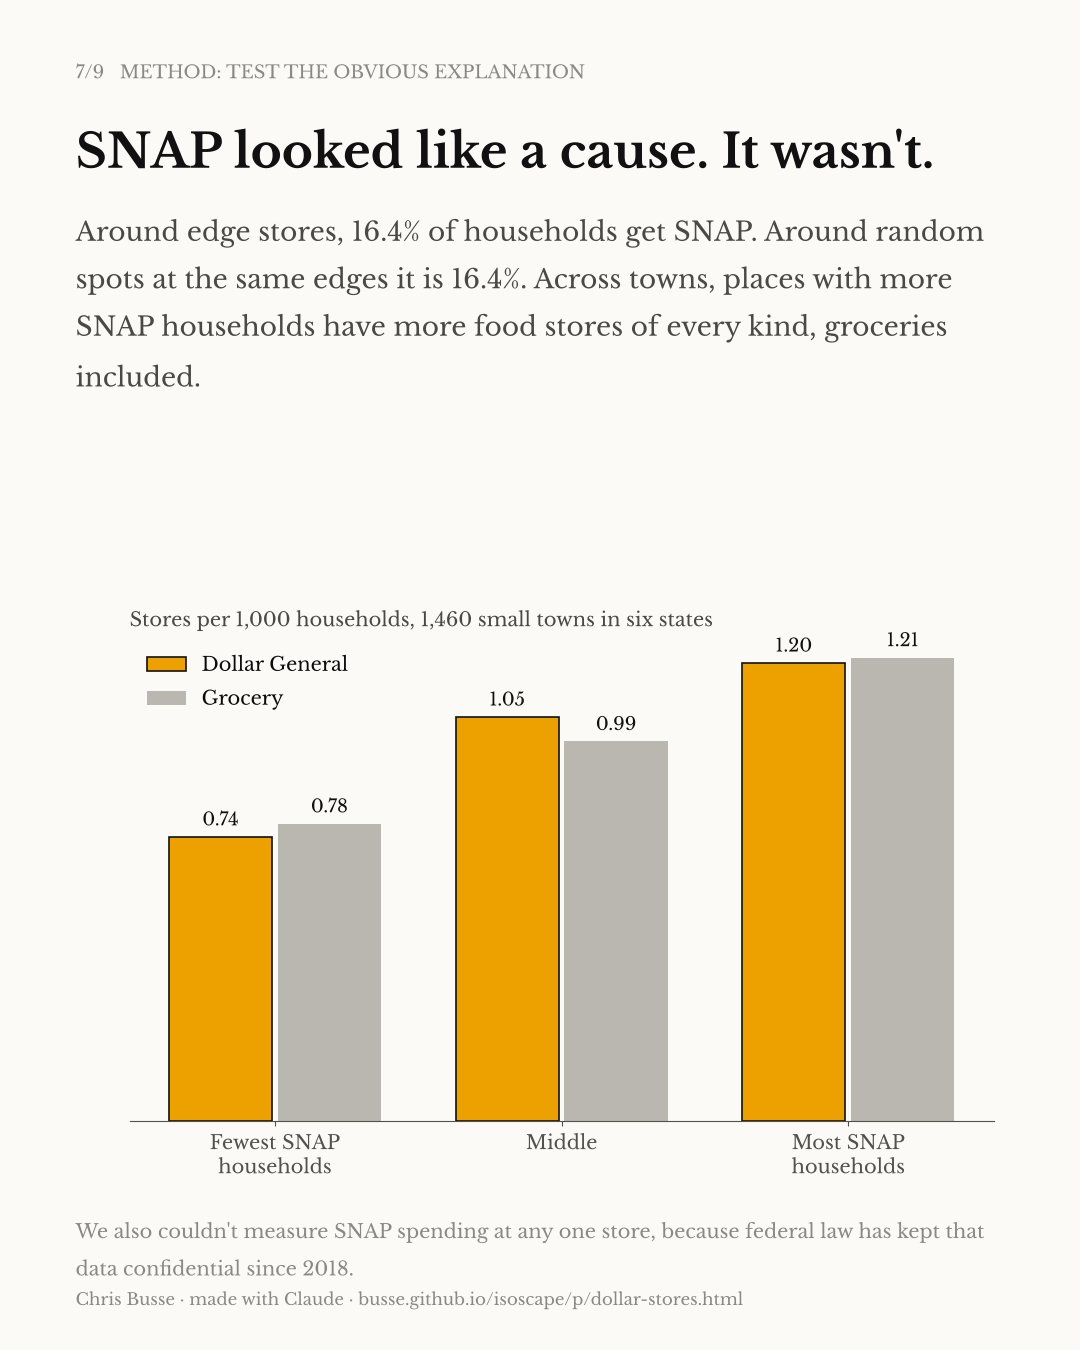 7/9 METHOD: TEST THE OBVIOUS EXPLANATION
SNAP looked like a cause. It wasn't.
Around edge stores, 16.4% of households get SNAP. Around random
spots at the same edges it is 16.4%. Across towns, places with more
SNAP households have more food stores of every kind, groceries
included.
Stores per 1,000 households, 1,460 small towns in six states
Dollar General
Grocery
0.74
0.78
1.05
0.99
1.20
1.21
Fewest SNAP
households
Middle
Most SNAP
households
We also couldn't measure SNAP spending at any one store, because federal law has kept that
data confidential since 2018.
Chris Busse · made with Claude · busse.github.io/isoscape/p/dollar-stores.html